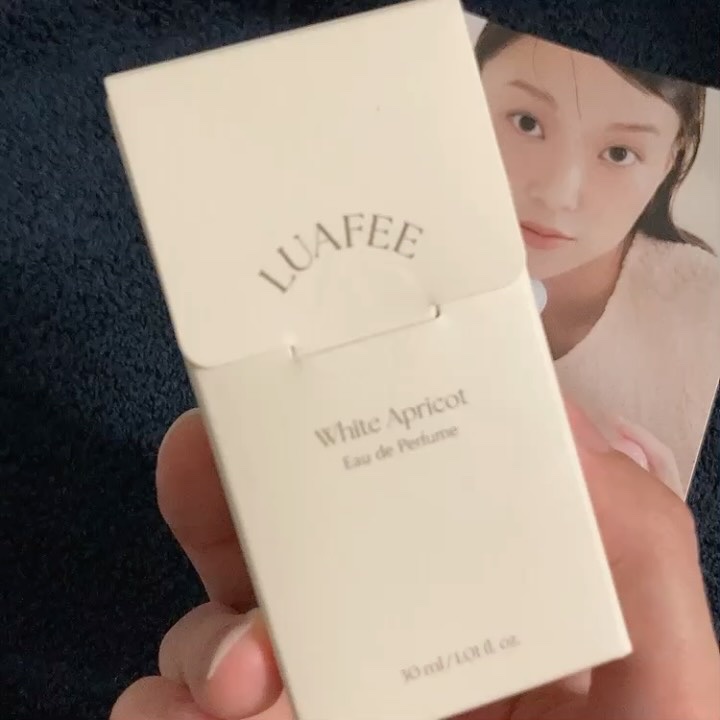 LUAFEE
White Apricot
Eau de Perfume
30 ml / 1.01 fl. oz.